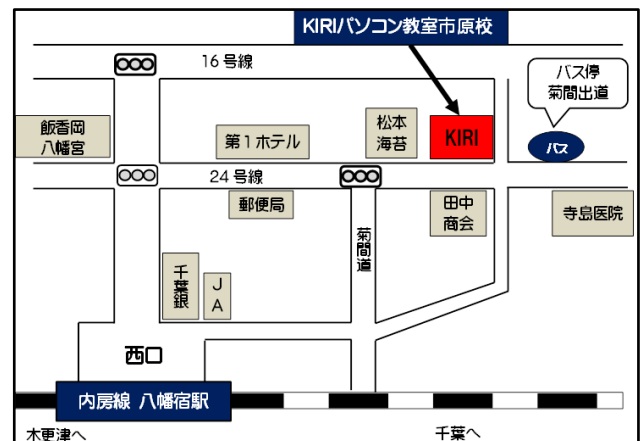 KIRIパソコン教室市原校
16号線
バス停
菊間出道
飯香岡
八幡宮
第1ホテル
松本
海苔
KIRI
バス
24号線
郵便局
菊間道
田中
商会
寺島医院
千葉銀
JA
西口
内房線 八幡宿駅
木更津へ
千葉へ